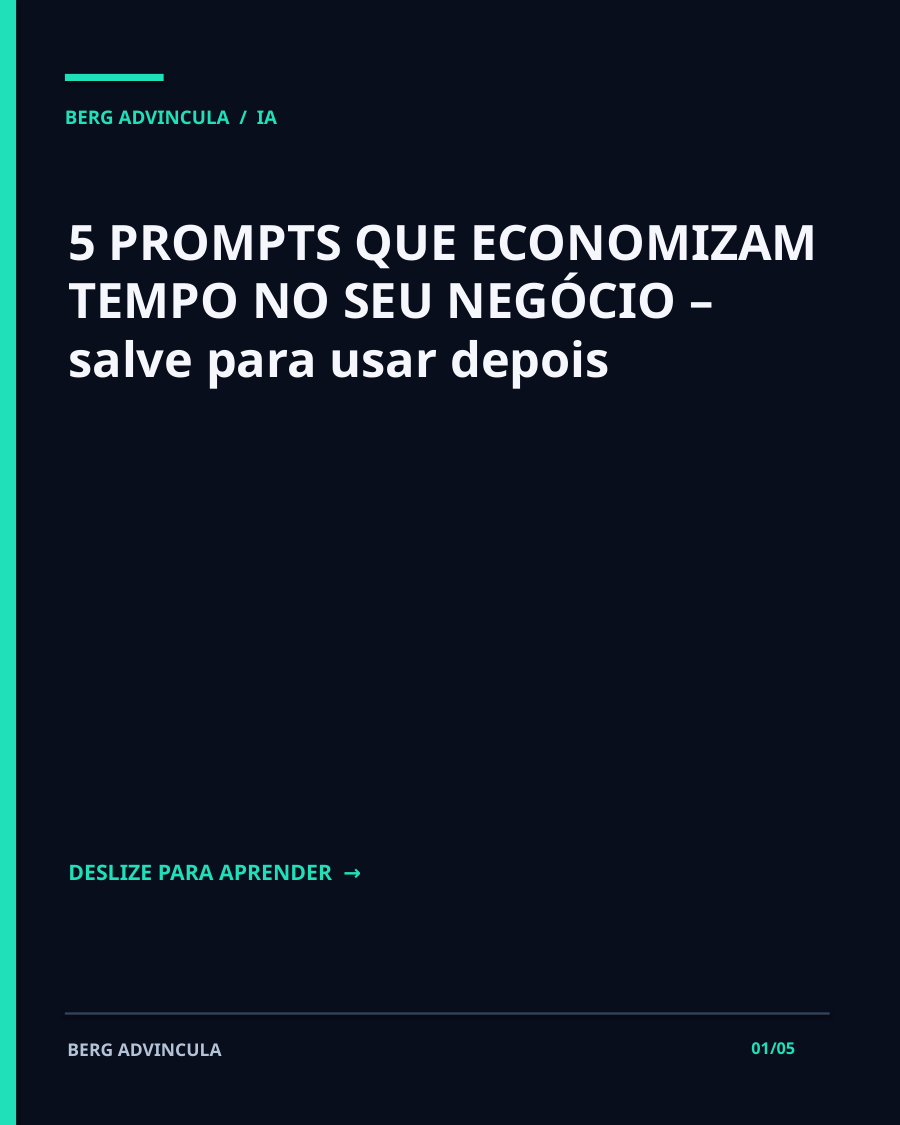 BERG ADVINCULA / IA
5 PROMPTS QUE ECONOMIZAM
TEMPO NO SEU NEGÓCIO –
salve para usar depois
DESLIZE PARA APRENDER →
BERG ADVINCULA
01/05